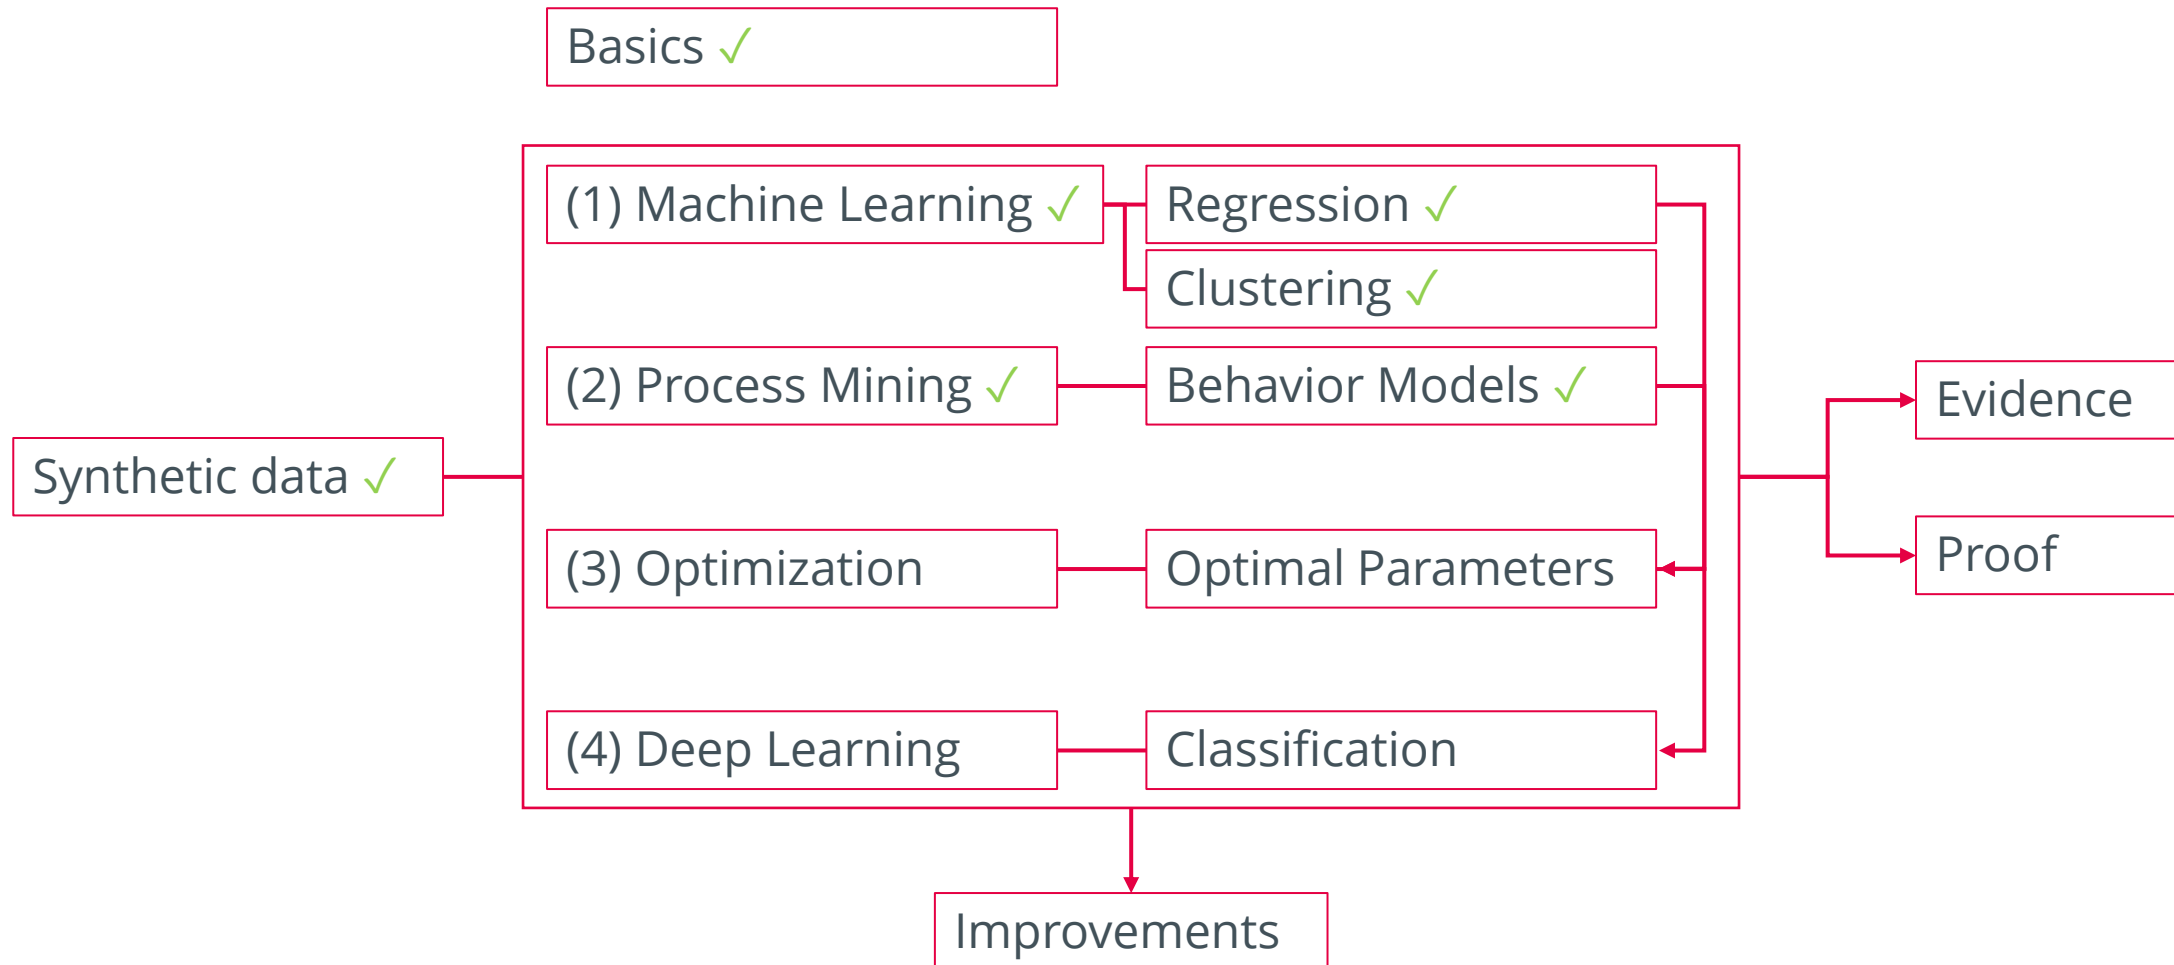 Basics ✓
(1) Machine Learning ✓
Regression ✓
Clustering ✓
(2) Process Mining ✓
Behavior Models ✓
Synthetic data ✓
(3) Optimization
Optimal Parameters
(4) Deep Learning
Classification
Evidence
Proof
Improvements